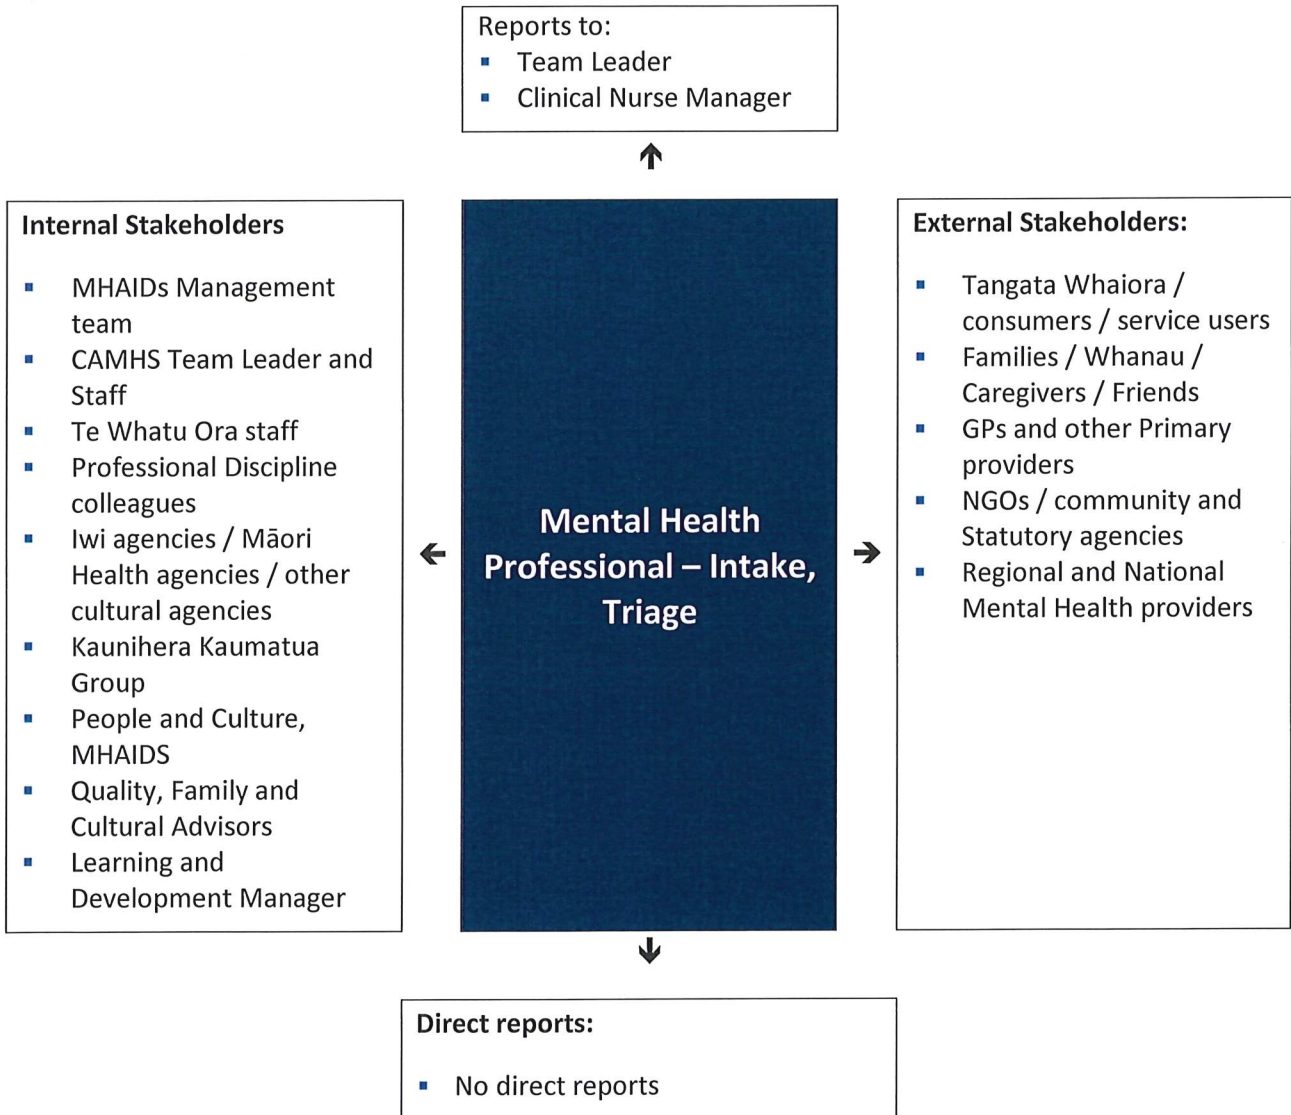 Reports to:
▪ Team Leader
▪ Clinical Nurse Manager
Internal Stakeholders
▪ MHAIDs Management
team
▪ CAMHS Team Leader and
Staff
▪ Te Whatu Ora staff
▪ Professional Discipline
colleagues
▪ Iwi agencies / Māori
Health agencies / other
cultural agencies
▪ Kaunihera Kaumatua
Group
▪ People and Culture,
MHAIDS
▪ Quality, Family and
Cultural Advisors
▪ Learning and
Development Manager
Mental Health
Professional – Intake,
Triage
External Stakeholders:
▪ Tangata Whaiora /
consumers / service users
▪ Families / Whanau /
Caregivers / Friends
▪ GPs and other Primary
providers
▪ NGOs / community and
Statutory agencies
▪ Regional and National
Mental Health providers
Direct reports:
▪ No direct reports